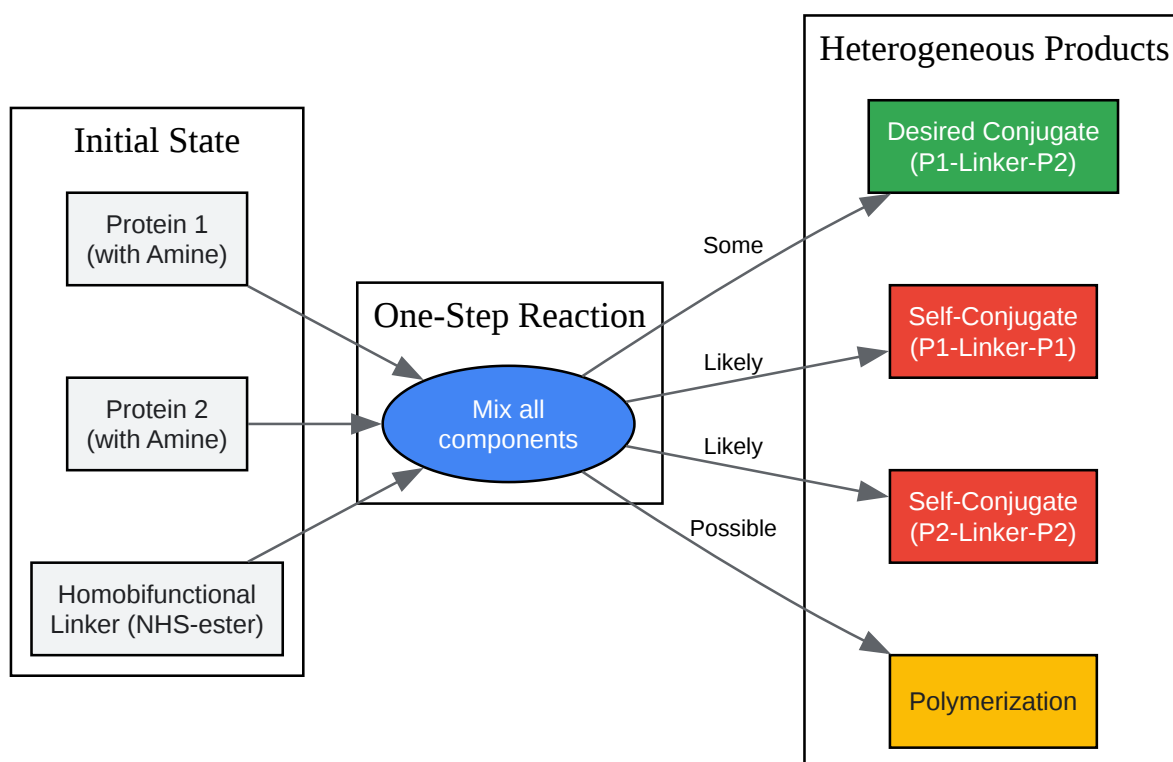 Initial State
Protein 1
(with Amine)
Protein 2
(with Amine)
Homobifunctional
Linker (NHS-ester)
One-Step Reaction
Mix all
components
Some
Likely
Likely
Possible
Heterogeneous Products
Desired Conjugate
(P1-Linker-P2)
Self-Conjugate
(P1-Linker-P1)
Self-Conjugate
(P2-Linker-P2)
Polymerization